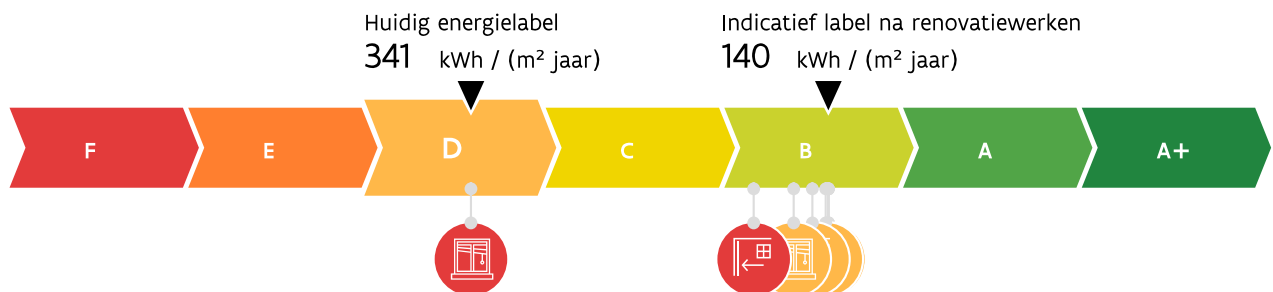 Huidig energielabel
341 kWh / (m² jaar)
Indicatief label na renovatiewerken
140 kWh / (m² jaar)
F E D C B A A+